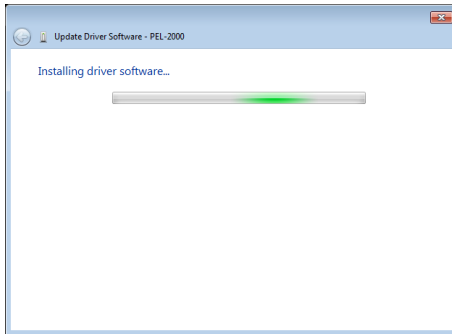 Update Driver Software - PEL-2000
Installing driver software...